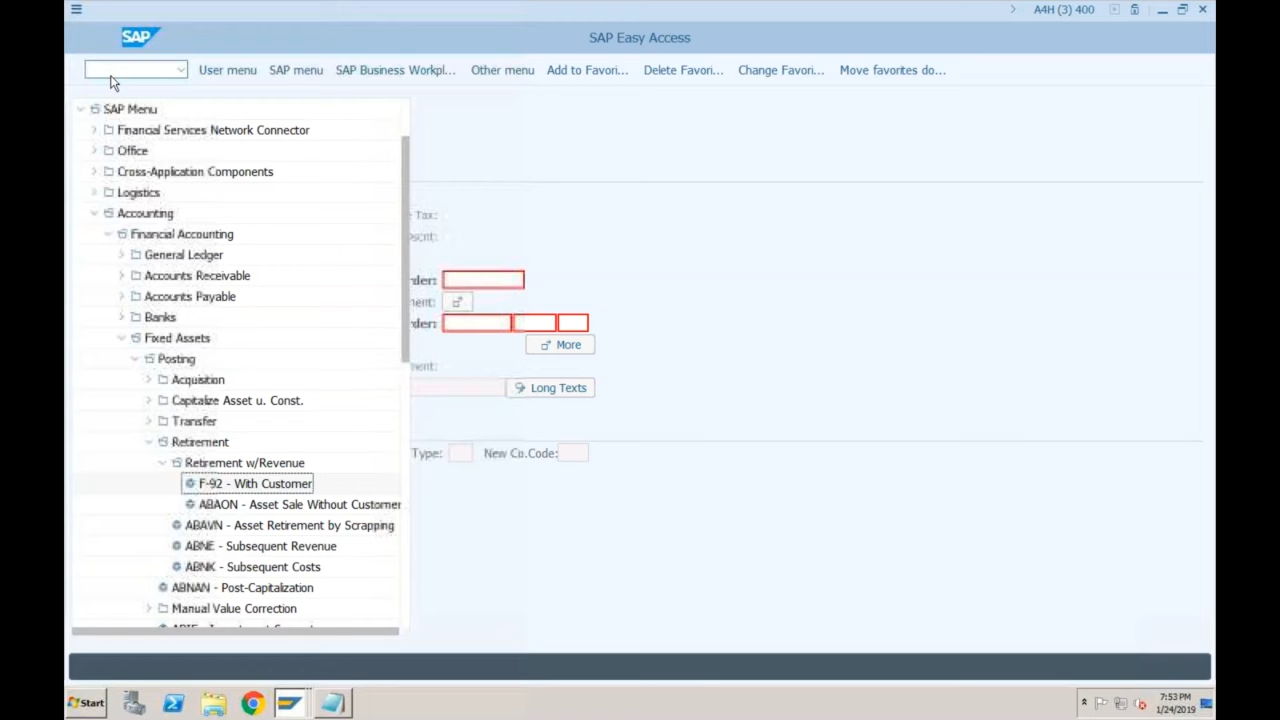 A4H (3) 400
SAP
SAP Easy Access
User menu SAP menu SAP Business Workpl... Other menu Add to Favori... Delete Favori... Change Favori... Move favorites do...
SAP Menu
Financial Services Network Connector
Office
Cross-Application Components
Logistics
Accounting
Tax:
Financial Accounting
General Ledger
Accounts Receivable
Accounts Payable
Banks
Fixed Assets
More
Posting
Acquisition
Long Texts
Capitalize Asset u. Const.
Transfer
Retirement
Type: New Co.Code:
Retirement w/Revenue
F-92 - With Customer
ABAON - Asset Sale Without Customer
ABAVN - Asset Retirement by Scrapping
ABNE - Subsequent Revenue
ABNK - Subsequent Costs
ABNAN - Post-Capitalization
Manual Value Correction
Start
7:53 PM
1/24/2019